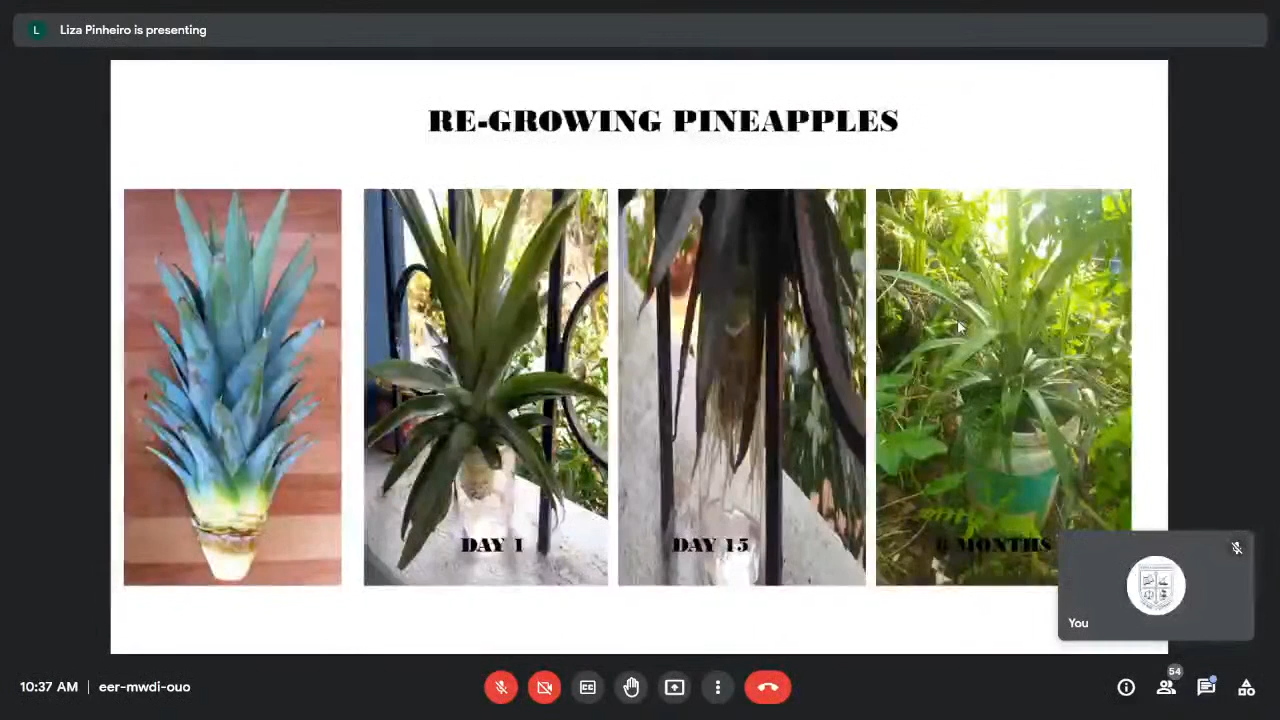 L Liza Pinheiro is presenting
RE-GROWING PINEAPPLES
DAY 1
DAY 15
MONTHS
You
10:37 AM | eer-mwdi-ouo
54